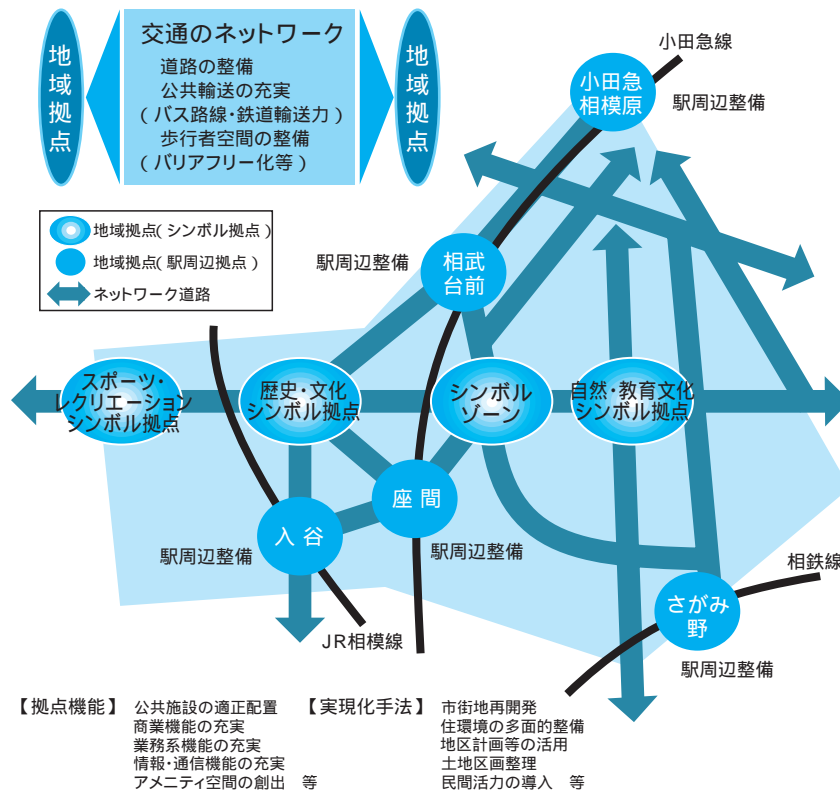 地域拠点
交通のネットワーク
道路の整備
公共輸送の充実
(バス路線・鉄道輸送力)
歩行者空間の整備
(バリアフリー化等)
地域拠点
小田急線
小田急
相模原
駅周辺整備
地域拠点(シンボル拠点)
地域拠点(駅周辺拠点)
ネットワーク道路
駅周辺整備
相武
台前
スポーツ・
レクリエーション
シンボル拠点
歴史・文化
シンボル拠点
シンボル
ゾーン
自然・教育文化
シンボル拠点
座間
入谷
駅周辺整備
駅周辺整備
相鉄線
さがみ
野
JR相模線
駅周辺整備
【拠点機能】 公共施設の適正配置
商業機能の充実
業務系機能の充実
情報・通信機能の充実
アメニティ空間の創出 等
【実現化手法】 市街地再開発
住環境の多面的整備
地区計画等の活用
土地区画整理
民間活力の導入 等